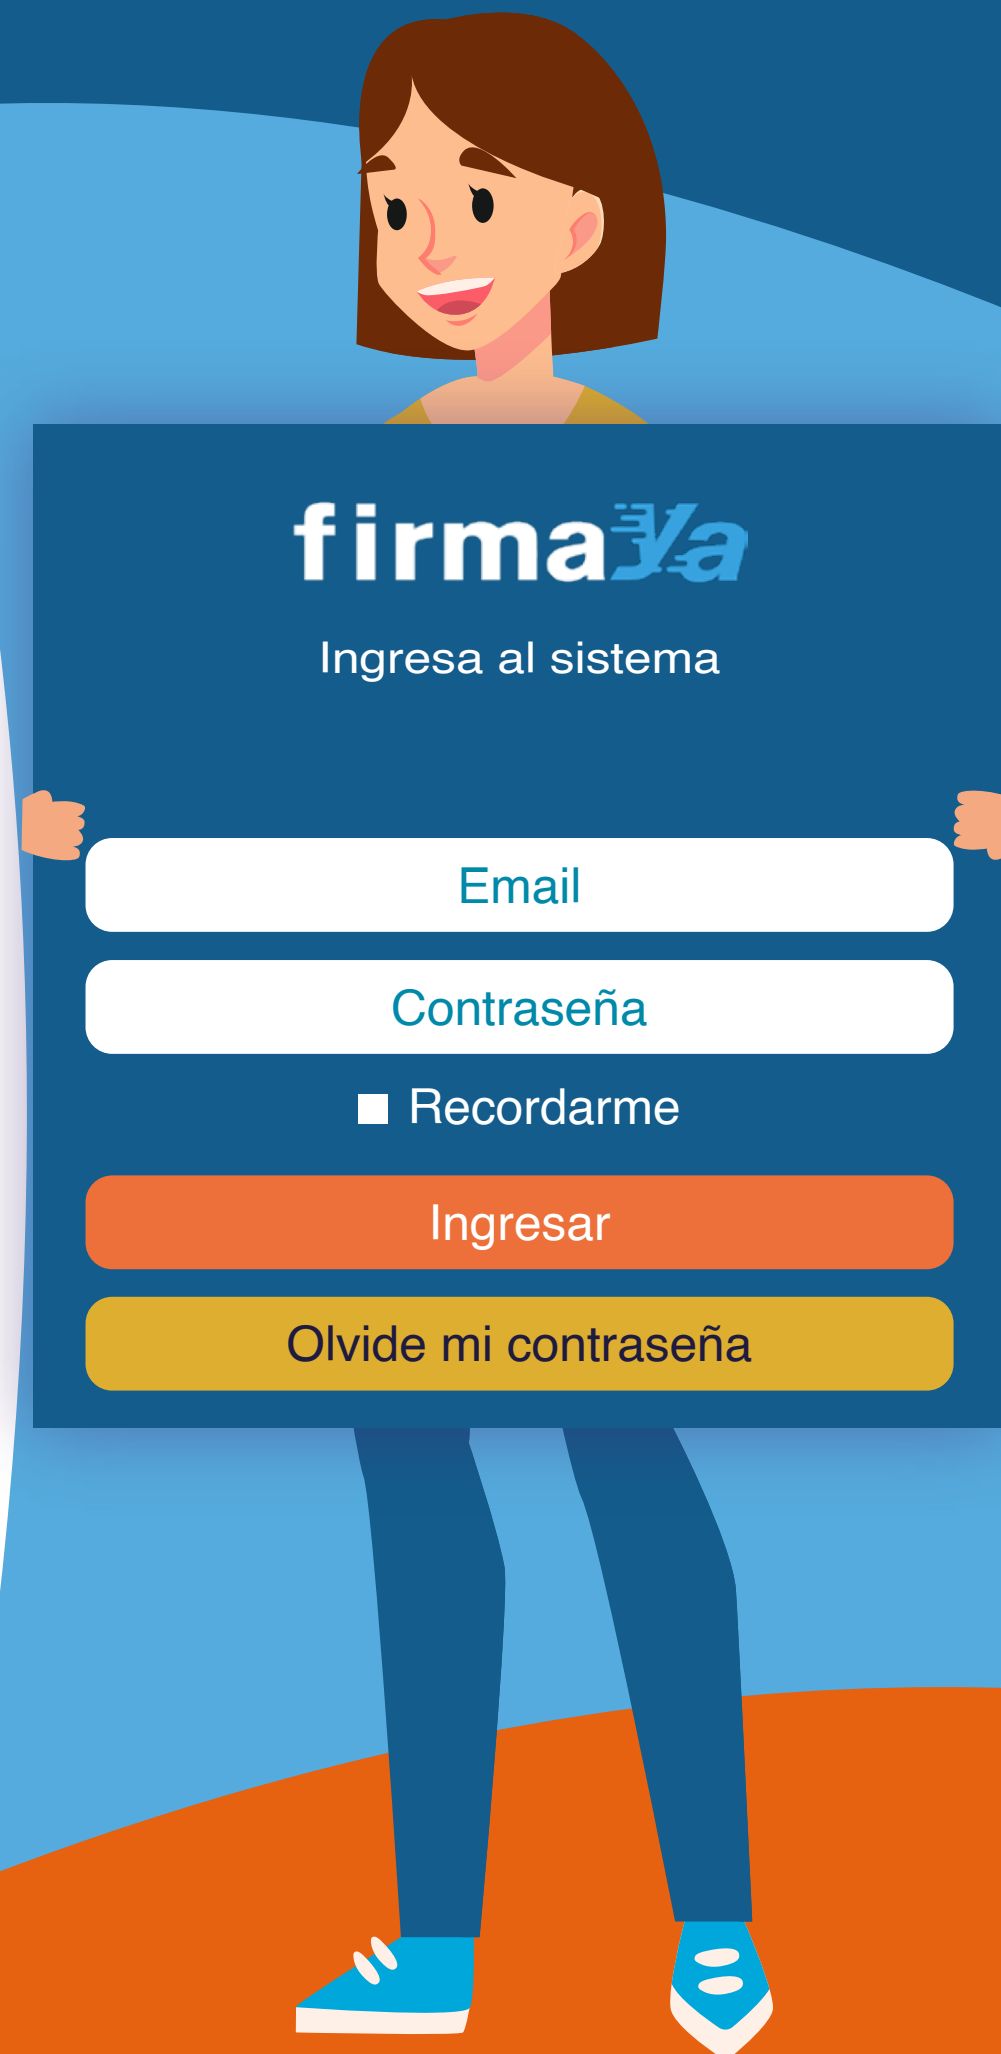 firmaYa
Ingresa al sistema
Email
Contraseña
Recordarme
Ingresar
Olvide mi contraseña